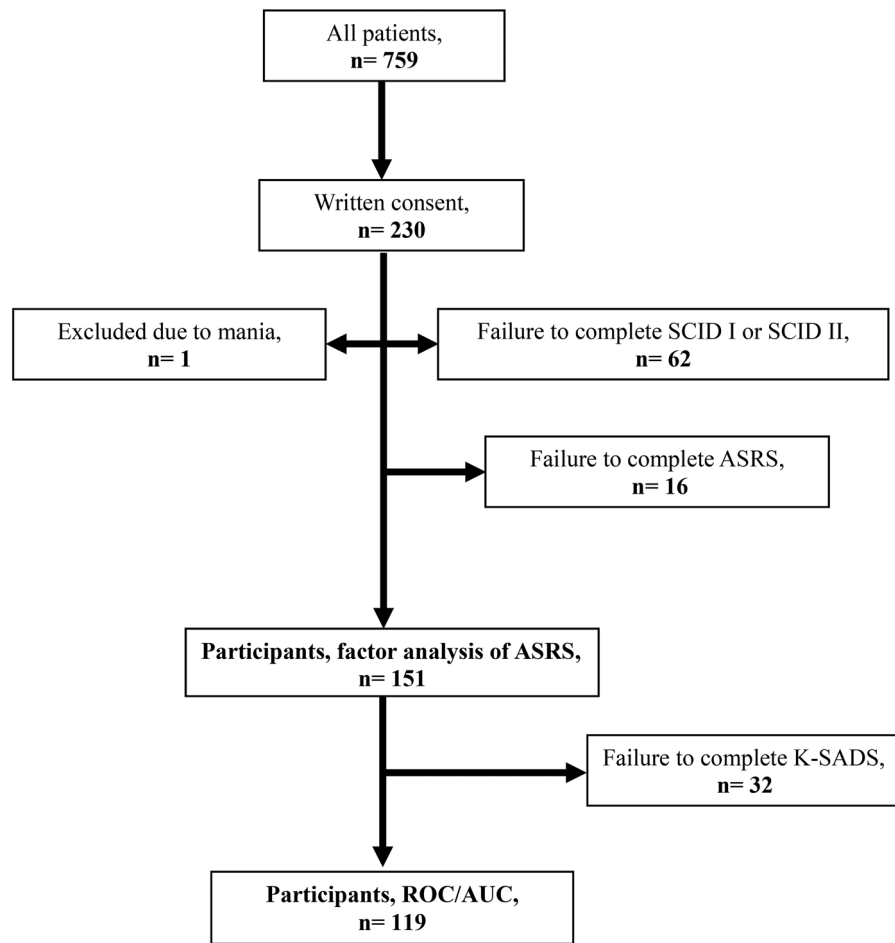 All patients,
n= 759
Written consent,
n= 230
Excluded due to mania,
n= 1
Failure to complete SCID I or SCID II,
n= 62
Failure to complete ASRS,
n= 16
Participants, factor analysis of ASRS,
n= 151
Failure to complete K-SADS,
n= 32
Participants, ROC/AUC,
n= 119